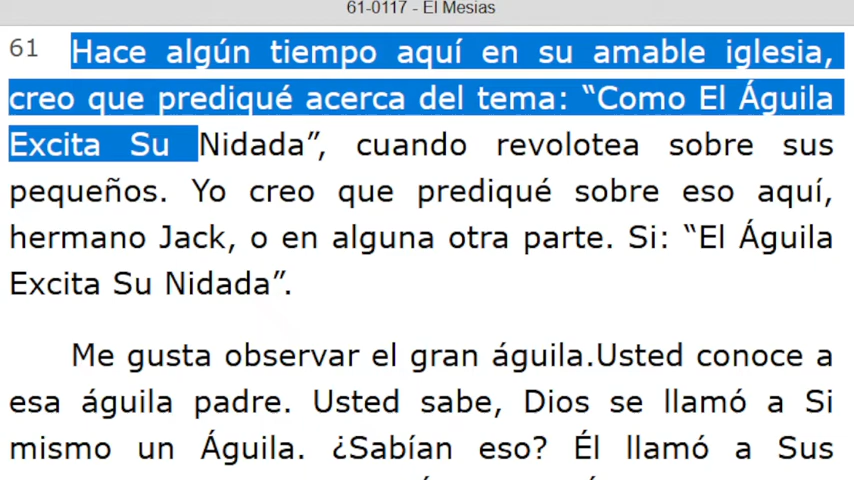 61-0117 - El Mesias
61 Hace algún tiempo aquí en su amable iglesia,
creo que prediqué acerca del tema: “Como El Águila
Excita Su Nidada”, cuando revolotea sobre sus
pequeños. Yo creo que prediqué sobre eso aquí,
hermano Jack, o en alguna otra parte. Si: “El Águila
Excita Su Nidada”.
Me gusta observar el gran águila.Usted conoce a
esa águila padre. Usted sabe, Dios se llamó a Si
mismo un Águila. ¿Sabían eso? Él llamó a Sus